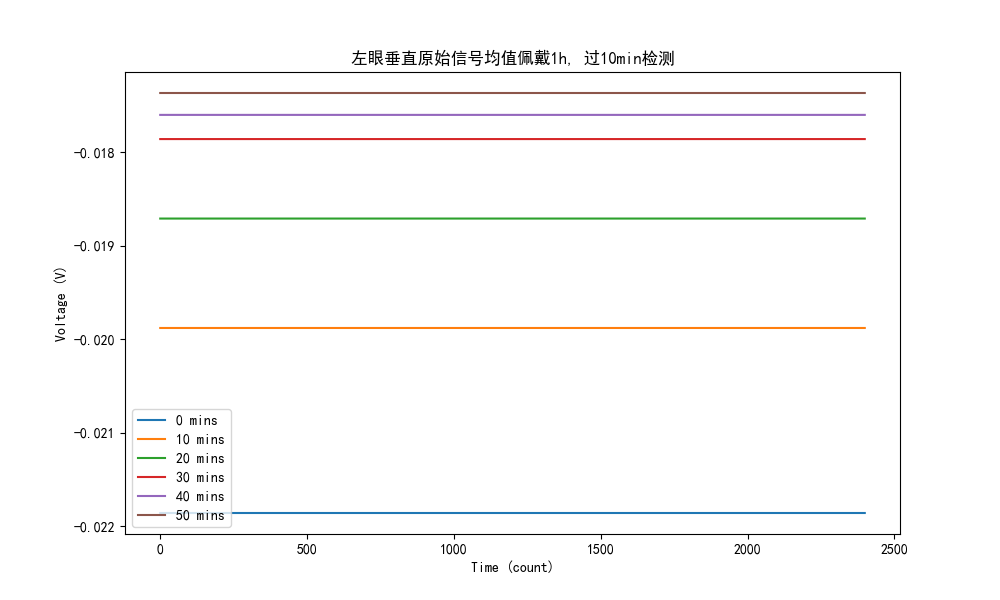 左眼垂直原始信号均值佩戴1h, 过10min检测
Voltage (V)
-0.018
-0.019
-0.020
-0.021
-0.022
0 mins
10 mins
20 mins
30 mins
40 mins
50 mins
0 500 1000 1500 2000 2500
Time (count)